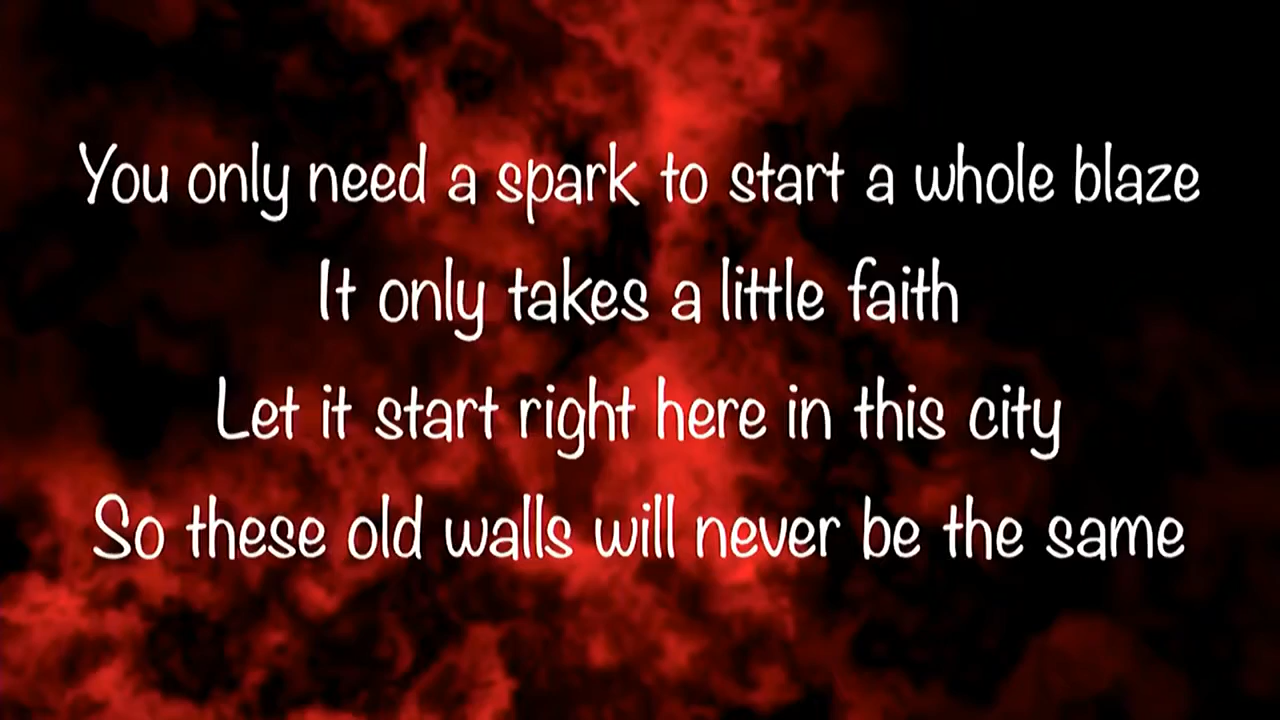 You only need a spark to start a whole blaze
It only takes a little faith
Let it start right here in this city
So these old walls will never be the same